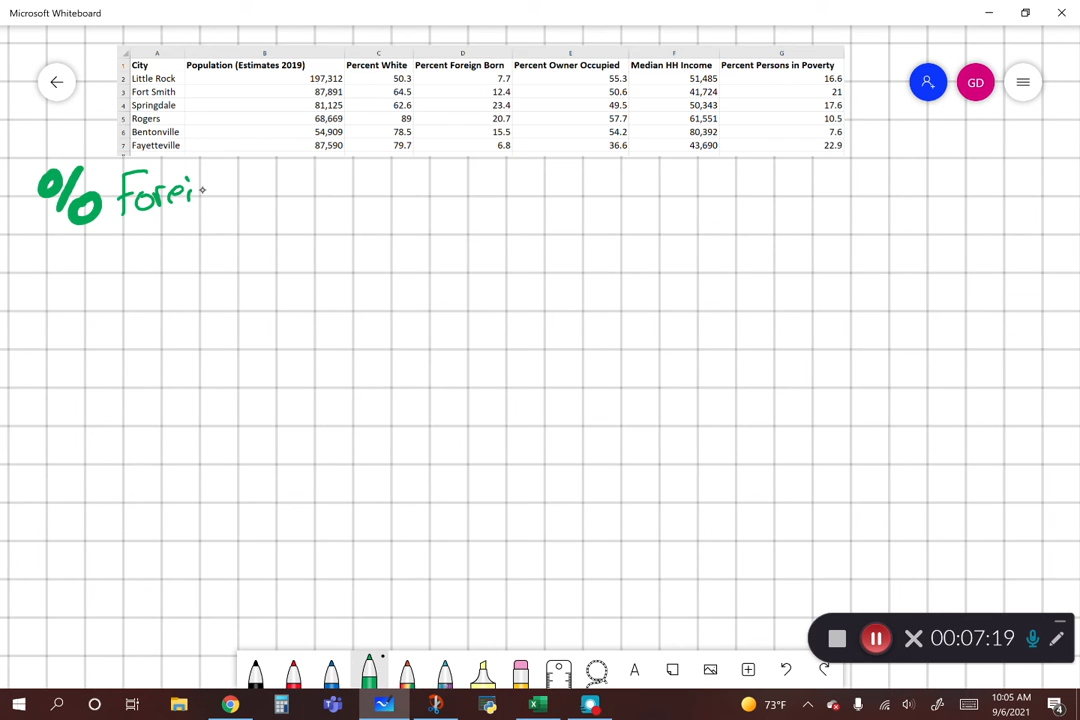 Microsoft Whiteboard
A B C D E F G
1 City Population (Estimates 2019) Percent White Percent Foreign Born Percent Owner Occupied Median HH Income Percent Persons in Poverty
2 Little Rock 197,312 50.3 7.7 55.3 51,485 16.6
3 Fort Smith 87,891 64.5 12.4 50.6 41,724 21
4 Springdale 81,125 62.6 23.4 49.5 50,343 17.6
5 Rogers 68,669 89 20.7 57.7 61,551 10.5
6 Bentonville 54,909 78.5 15.5 54.2 80,392 7.6
7 Fayetteville 87,590 79.7 6.8 36.6 43,690 22.9
GD
% Forei
00:07:19
A
73°F
10:05 AM
9/6/2021
4